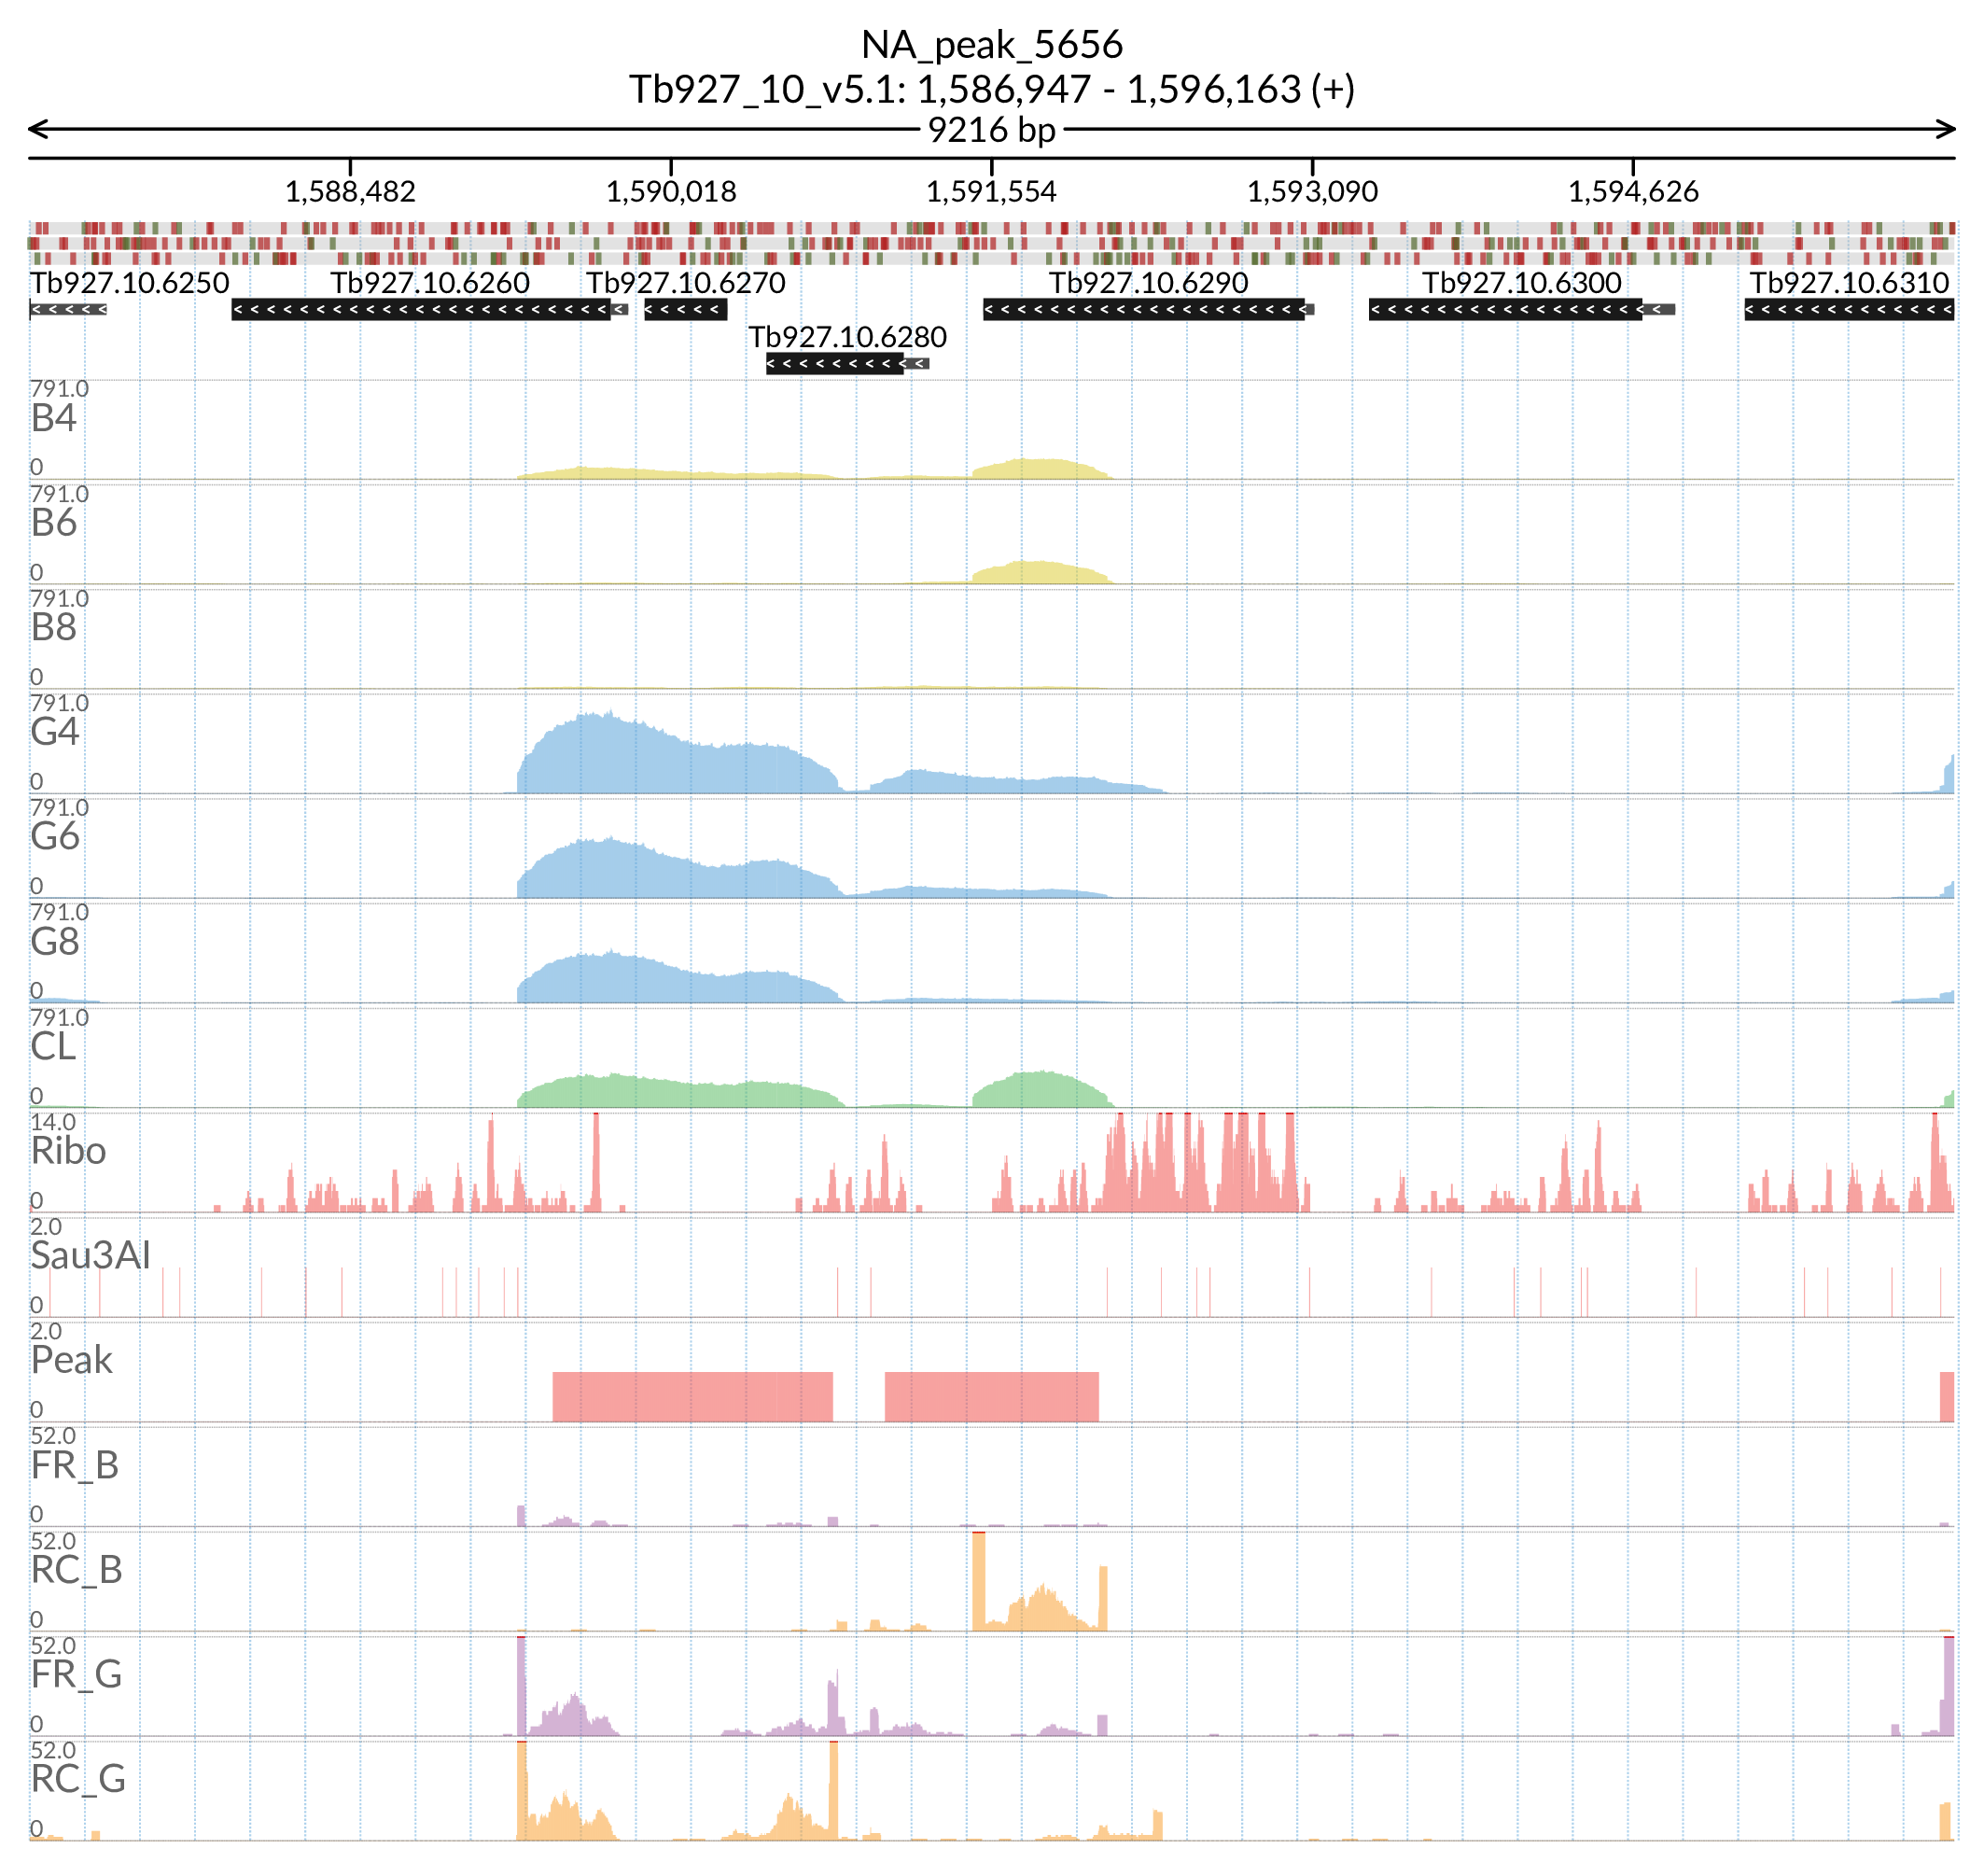 NA_peak_5656
Tb927_10_v5.1: 1,586,947 - 1,596,163 (+)
9216 bp
1,588,482 1,590,018 1,591,554 1,593,090 1,594,626
Tb927.10.6250 Tb927.10.6260 Tb927.10.6270 Tb927.10.6290 Tb927.10.6300 Tb927.10.6310
Tb927.10.6280
791.0
B4
0
791.0
B6
0
791.0
B8
0
791.0
G4
0
791.0
G6
0
791.0
G8
0
791.0
CL
0
14.0
Ribo
0
2.0
Sau3AI
0
2.0
Peak
0
52.0
FR_B
0
52.0
RC_B
0
52.0
FR_G
0
52.0
RC_G
0